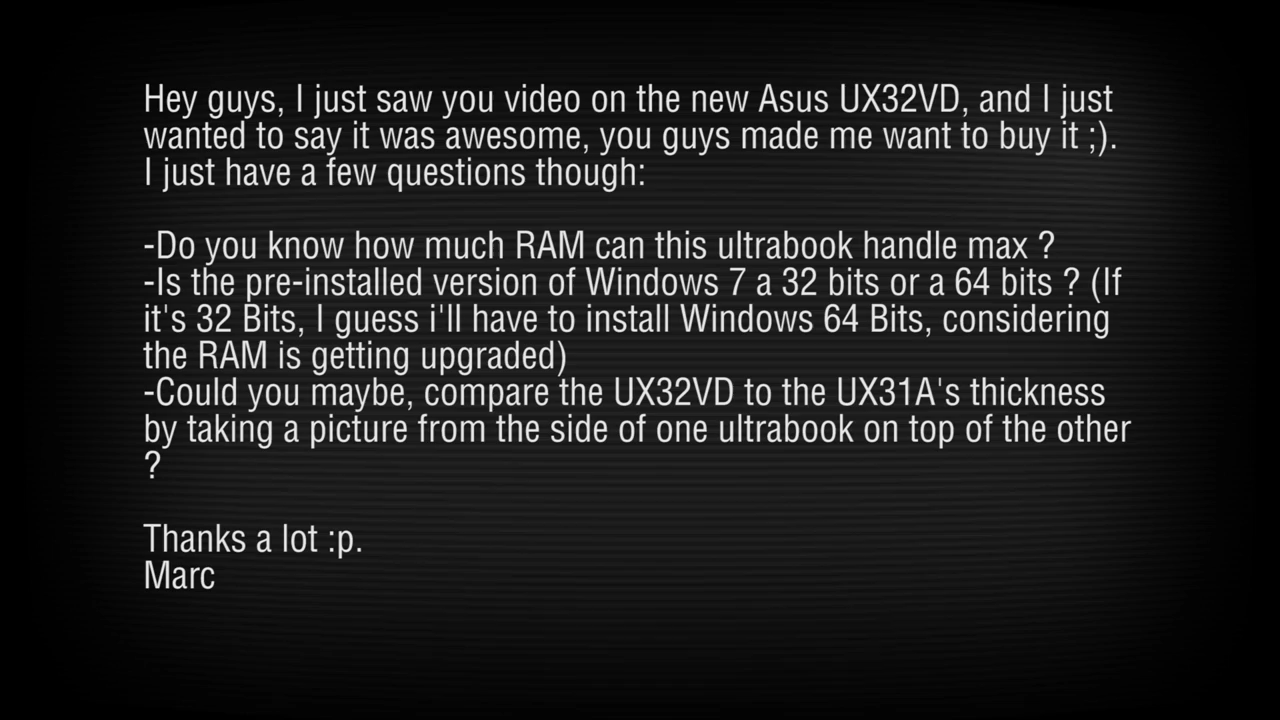 Hey guys, I just saw you video on the new Asus UX32VD, and I just
wanted to say it was awesome, you guys made me want to buy it ;).
I just have a few questions though:
-Do you know how much RAM can this ultrabook handle max ?
-Is the pre-installed version of Windows 7 a 32 bits or a 64 bits ? (If
it's 32 Bits, I guess i'll have to install Windows 64 Bits, considering
the RAM is getting upgraded)
-Could you maybe, compare the UX32VD to the UX31A's thickness
by taking a picture from the side of one ultrabook on top of the other
?
Thanks a lot :p.
Marc